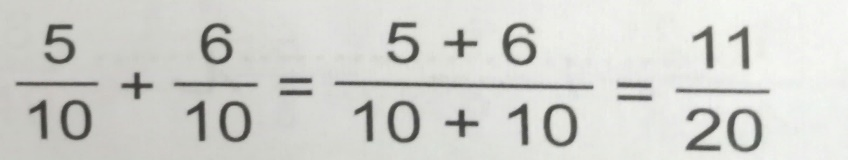 5/10 + 6/10 = (5 + 6)/(10 + 10) = 11/20